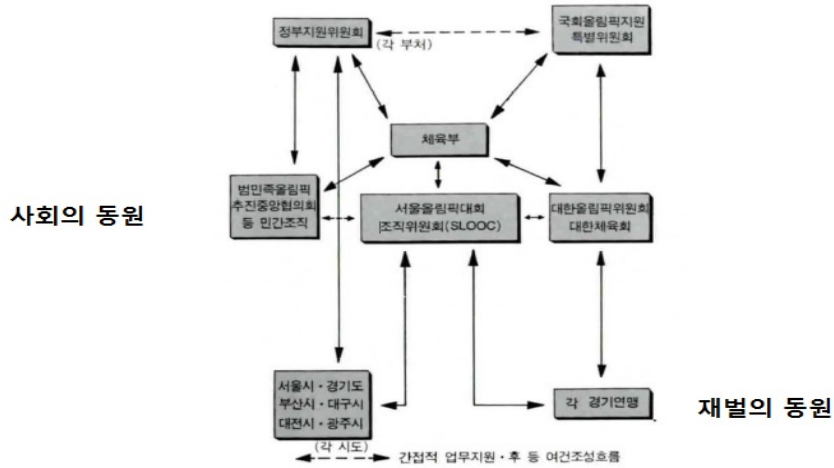 정부지원위원회
(각 부처)
국회올림픽지원
특별위원회
체육부
범민족올림픽
추진중앙협의회
등 민간조직
서울올림픽대회
조직위원회(SLOOC)
대한올림픽위원회
대한체육회
사회의 동원
서울시·경기도
부산시·대구시
대전시·광주시
(각 시도)
각 경기연맹
재벌의 동원
간접적 업무지원·후 등 여건조성흐름